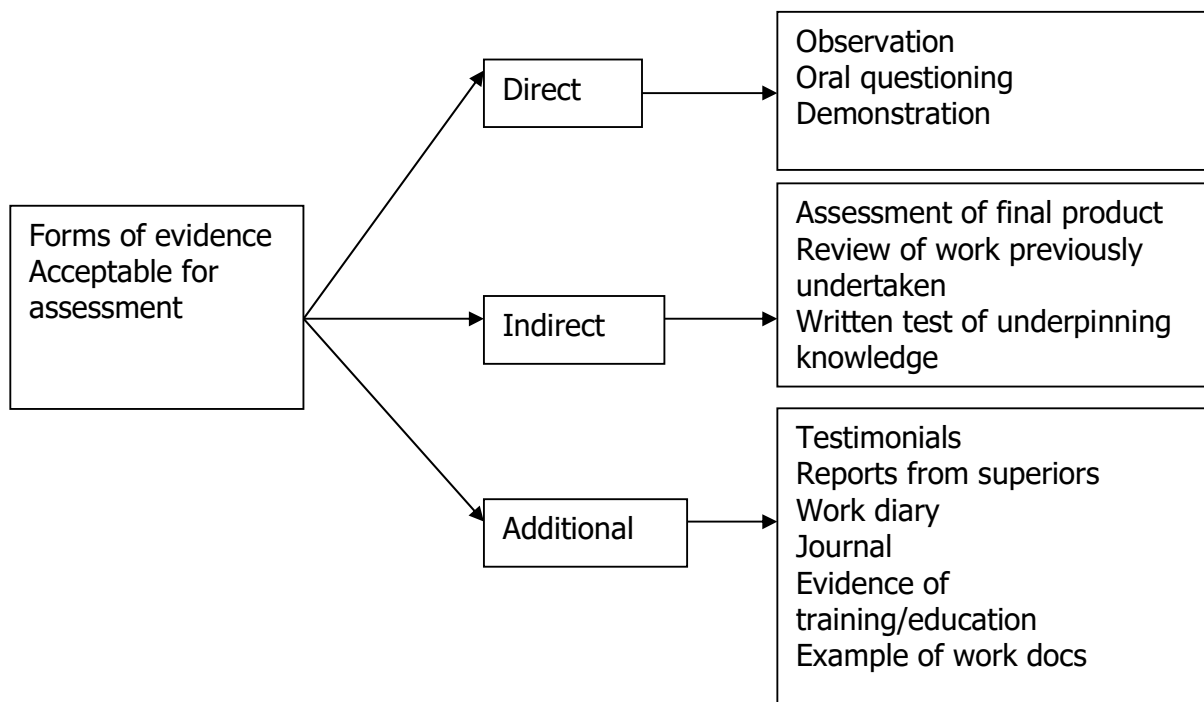 Forms of evidence
Acceptable for
assessment
Direct
Observation
Oral questioning
Demonstration
Indirect
Assessment of final product
Review of work previously
undertaken
Written test of underpinning
knowledge
Additional
Testimonials
Reports from superiors
Work diary
Journal
Evidence of
training/education
Example of work docs